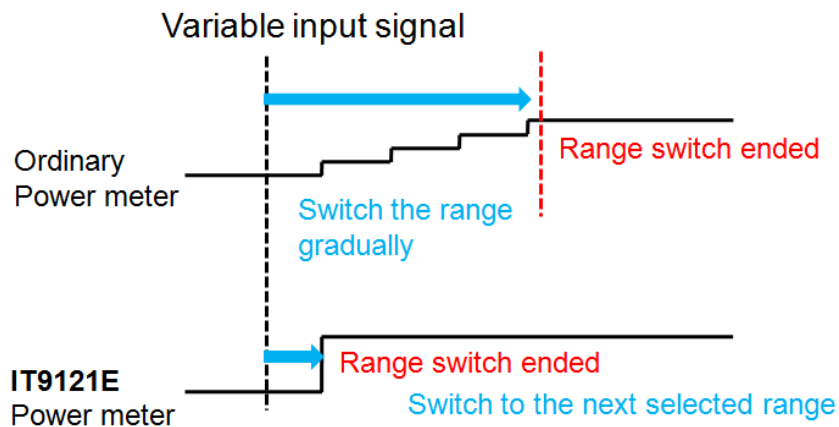 Variable input signal
Ordinary
Power meter
Range switch ended
Switch the range
gradually
IT9121E
Power meter
Range switch ended
Switch to the next selected range